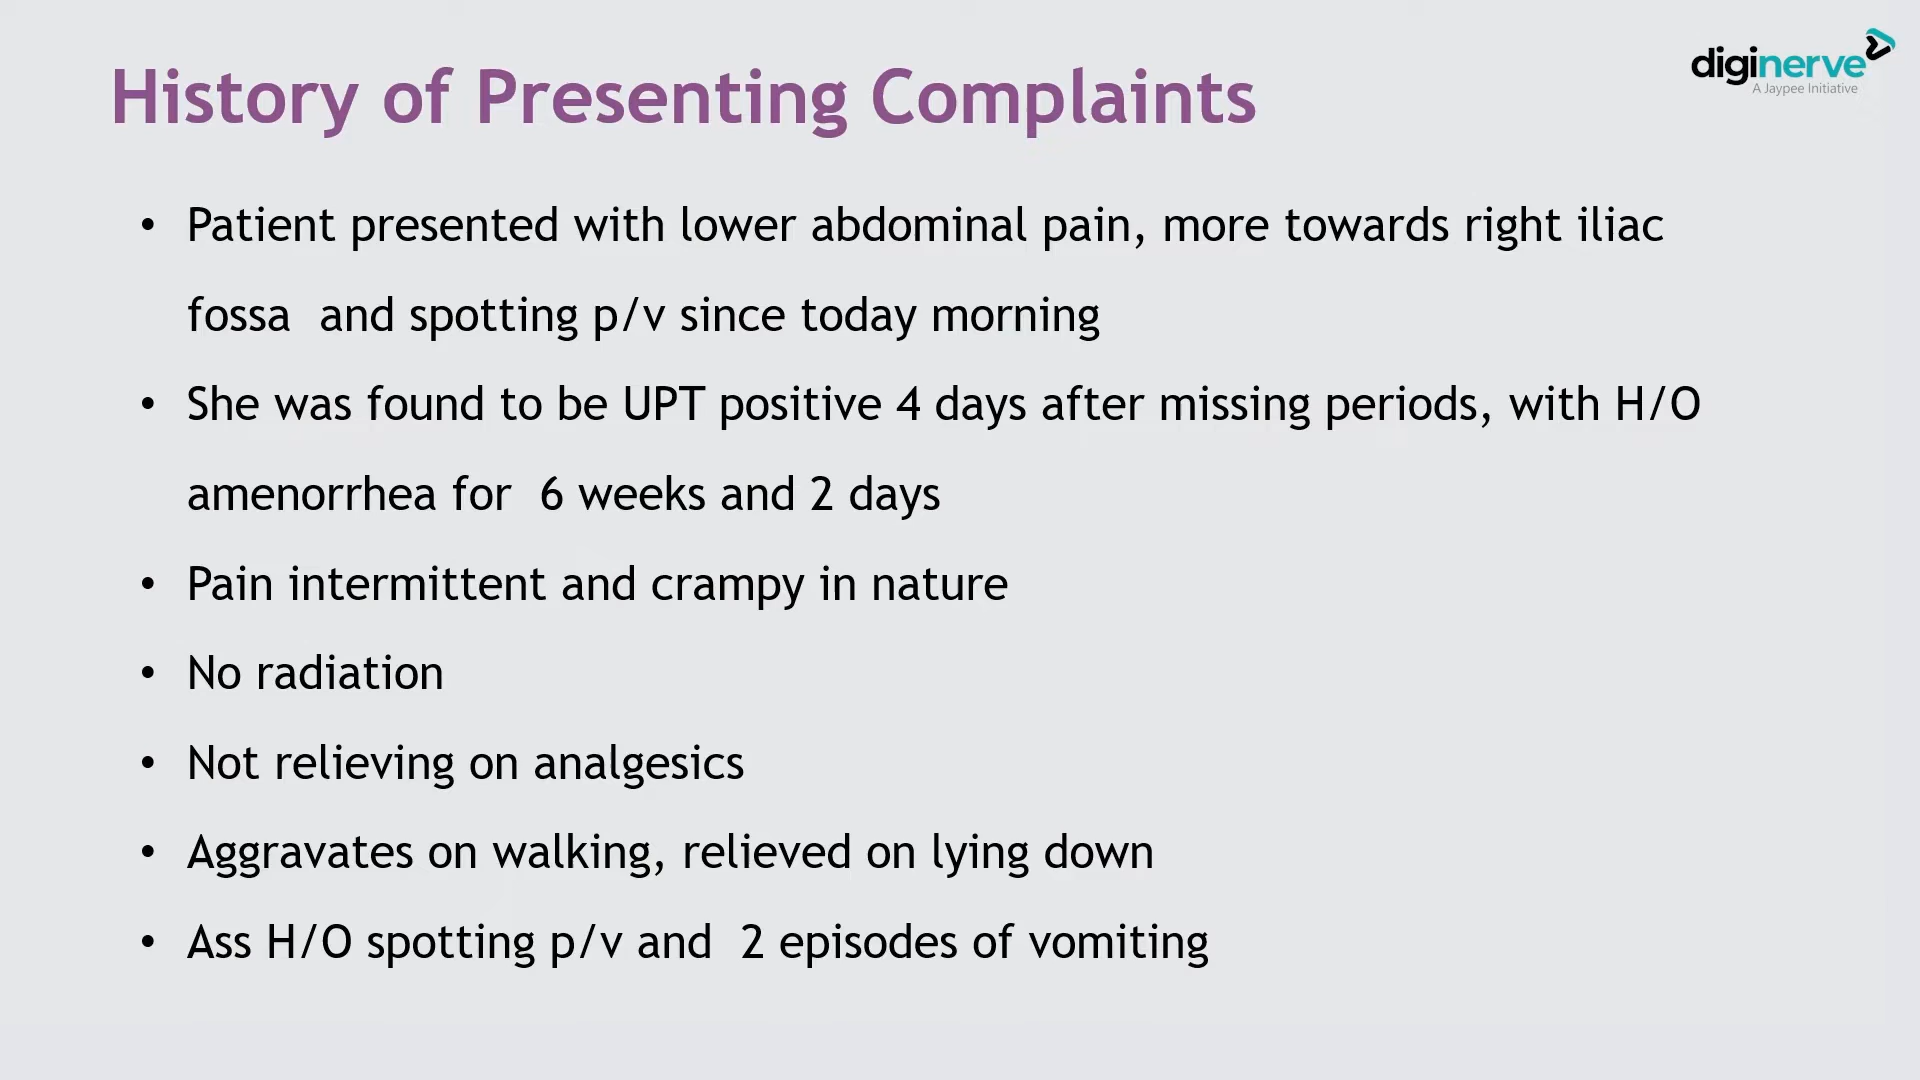 History of Presenting Complaints
diginerve
A Jaypee Initiative
• Patient presented with lower abdominal pain, more towards right iliac
fossa  and spotting p/v since today morning
• She was found to be UPT positive 4 days after missing periods, with H/O
amenorrhea for  6 weeks and 2 days
• Pain intermittent and crampy in nature
• No radiation
• Not relieving on analgesics
• Aggravates on walking, relieved on lying down
• Ass H/O spotting p/v and  2 episodes of vomiting